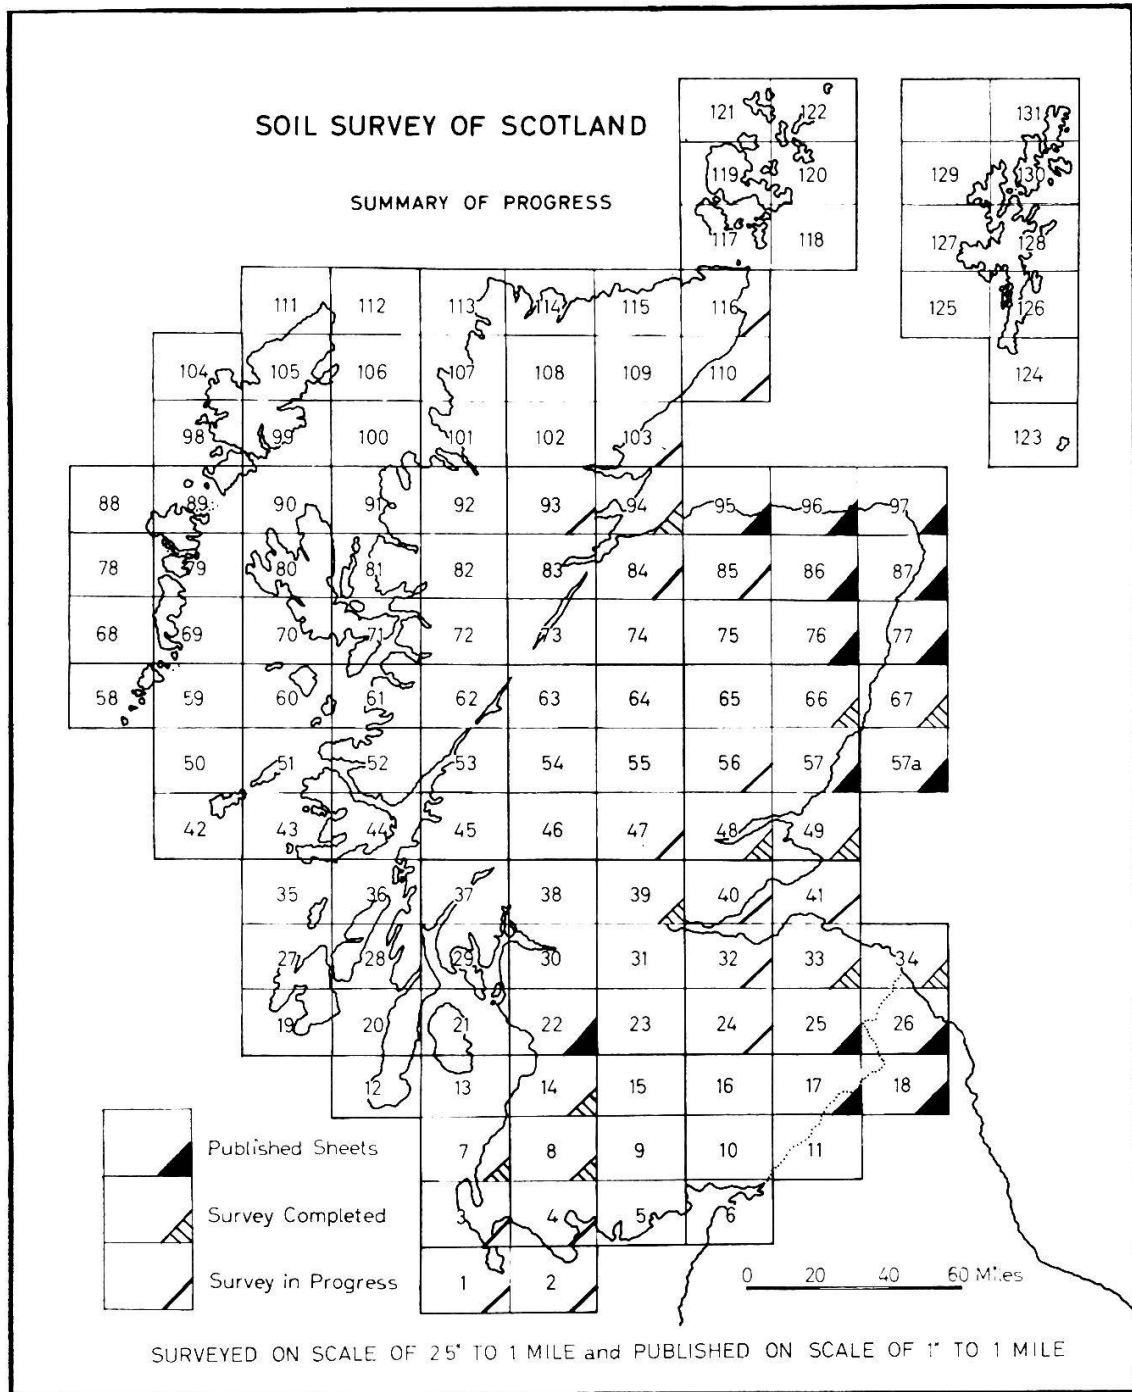 SOIL SURVEY OF SCOTLAND
SUMMARY OF PROGRESS
121 122 131
119 120 129 130
117 118 127 128
111 112 113 114 115 116 125 126
104 105 106 107 108 109 110 124
98 99 100 101 102 103 123
88 89 90 91 92 93 94 95 96 97
78 79 80 81 82 83 84 85 86 87
68 69 70 71 72 73 74 75 76 77
58 59 60 61 62 63 64 65 66 67
50 51 52 53 54 55 56 57 57a
42 43 44 45 46 47 48 49
35 36 37 38 39 40 41
27 28 29 30 31 32 33 34
19 20 21 22 23 24 25 26
12 13 14 15 16 17 18
7 8 9 10 11
3 4 5 6
1 2
Published Sheets
Survey Completed
Survey in Progress
0 20 40 60 Miles
SURVEYED ON SCALE OF 25" TO 1 MILE and PUBLISHED ON SCALE OF 1" TO 1 MILE